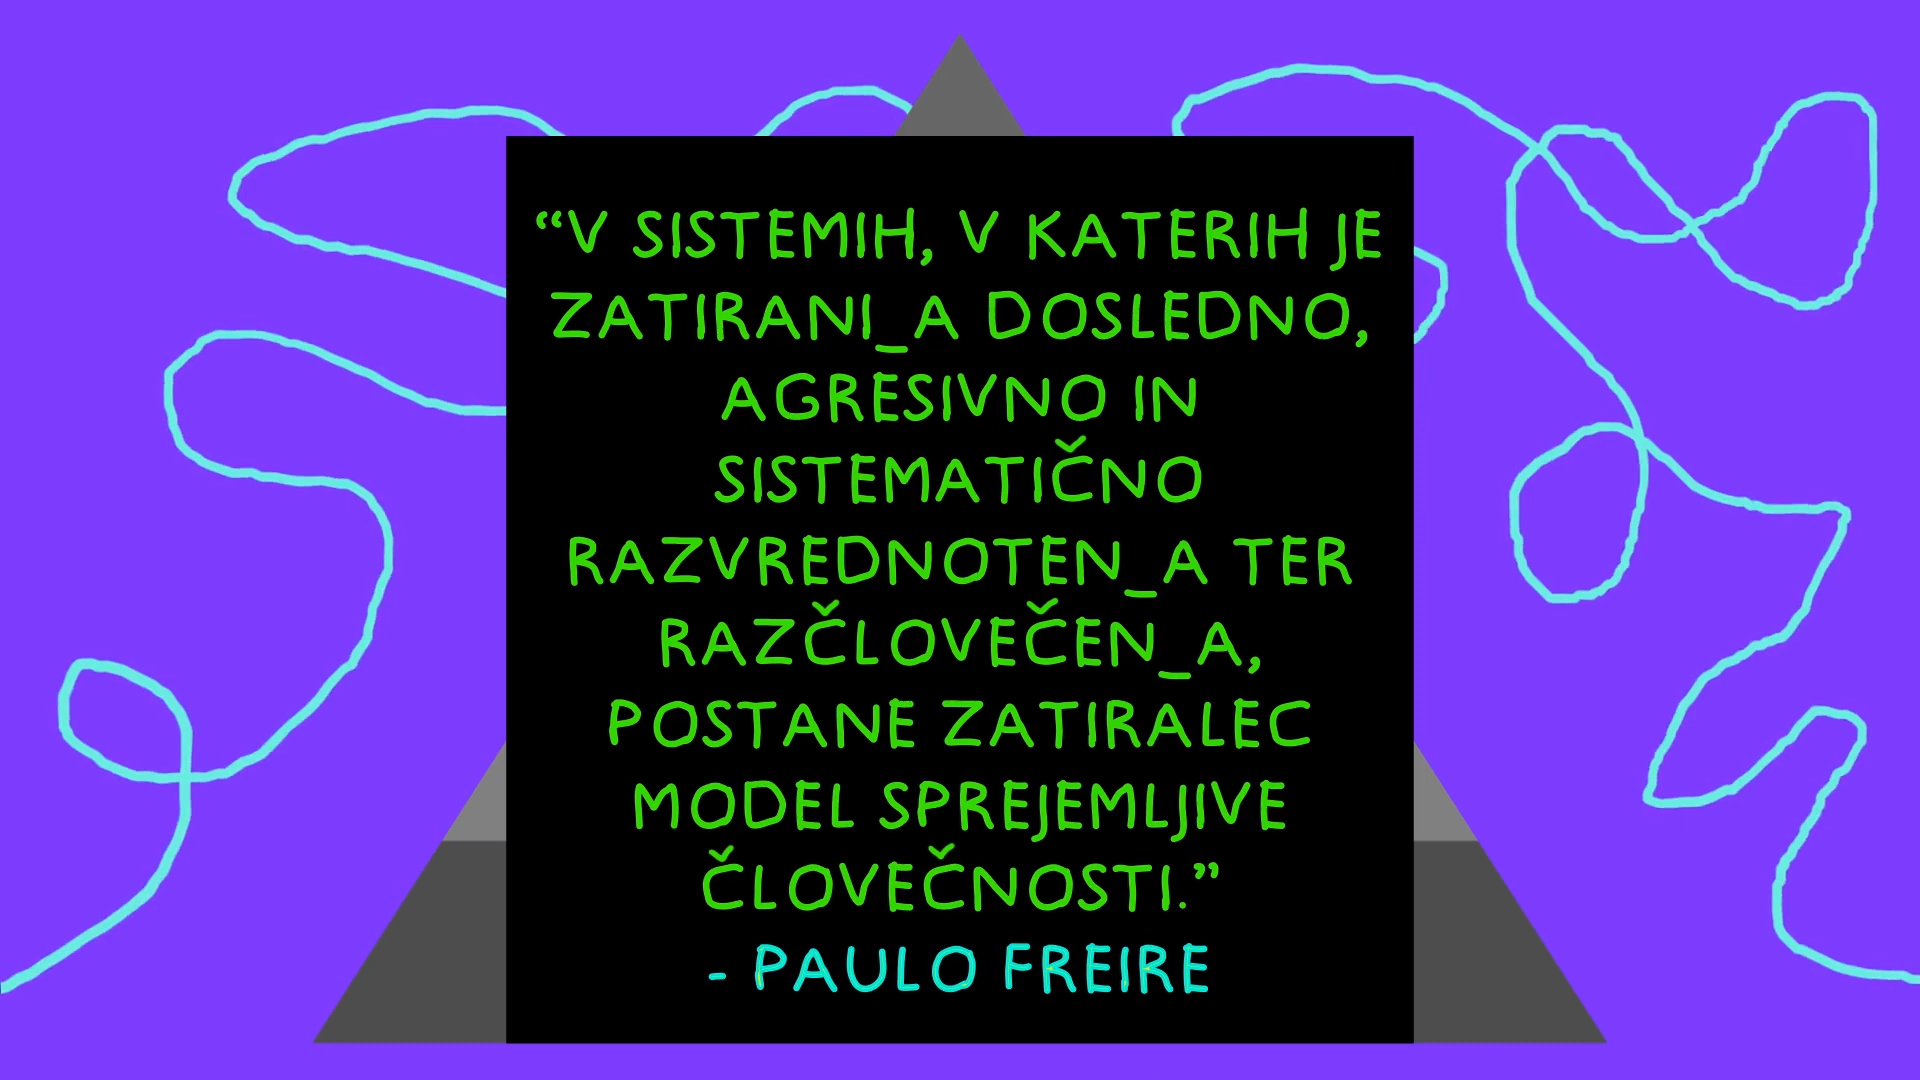 “V SISTEMIH, V KATERIH JE
ZATIRANI_A DOSLEDNO,
AGRESIVNO IN
SISTEMATIČNO
RAZVREDNOTEN_A TER
RAZČLOVEČEN_A,
POSTANE ZATIRALEC
MODEL SPREJEMLJIVE
ČLOVEČNOSTI.”
- PAULO FREIRE